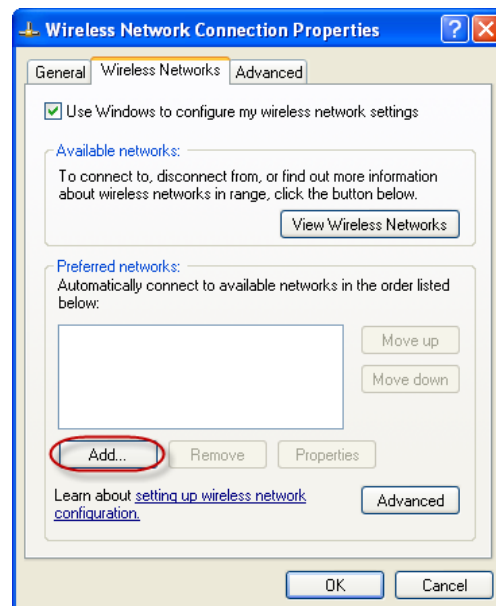 Wireless Network Connection Properties
General
Wireless Networks
Advanced
Use Windows to configure my wireless network settings
Available networks:
To connect to, disconnect from, or find out more information
about wireless networks in range, click the button below.
View Wireless Networks
Preferred networks:
Automatically connect to available networks in the order listed
below:
Move up
Move down
Add...
Remove
Properties
Learn about setting up wireless network
configuration.
Advanced
OK
Cancel